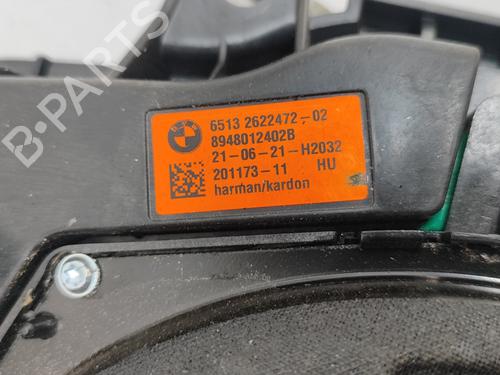 6513 2622472-02
8948012402B
21-06-21-H2032
201173-11 HU
harman/kardon
B-PARTS